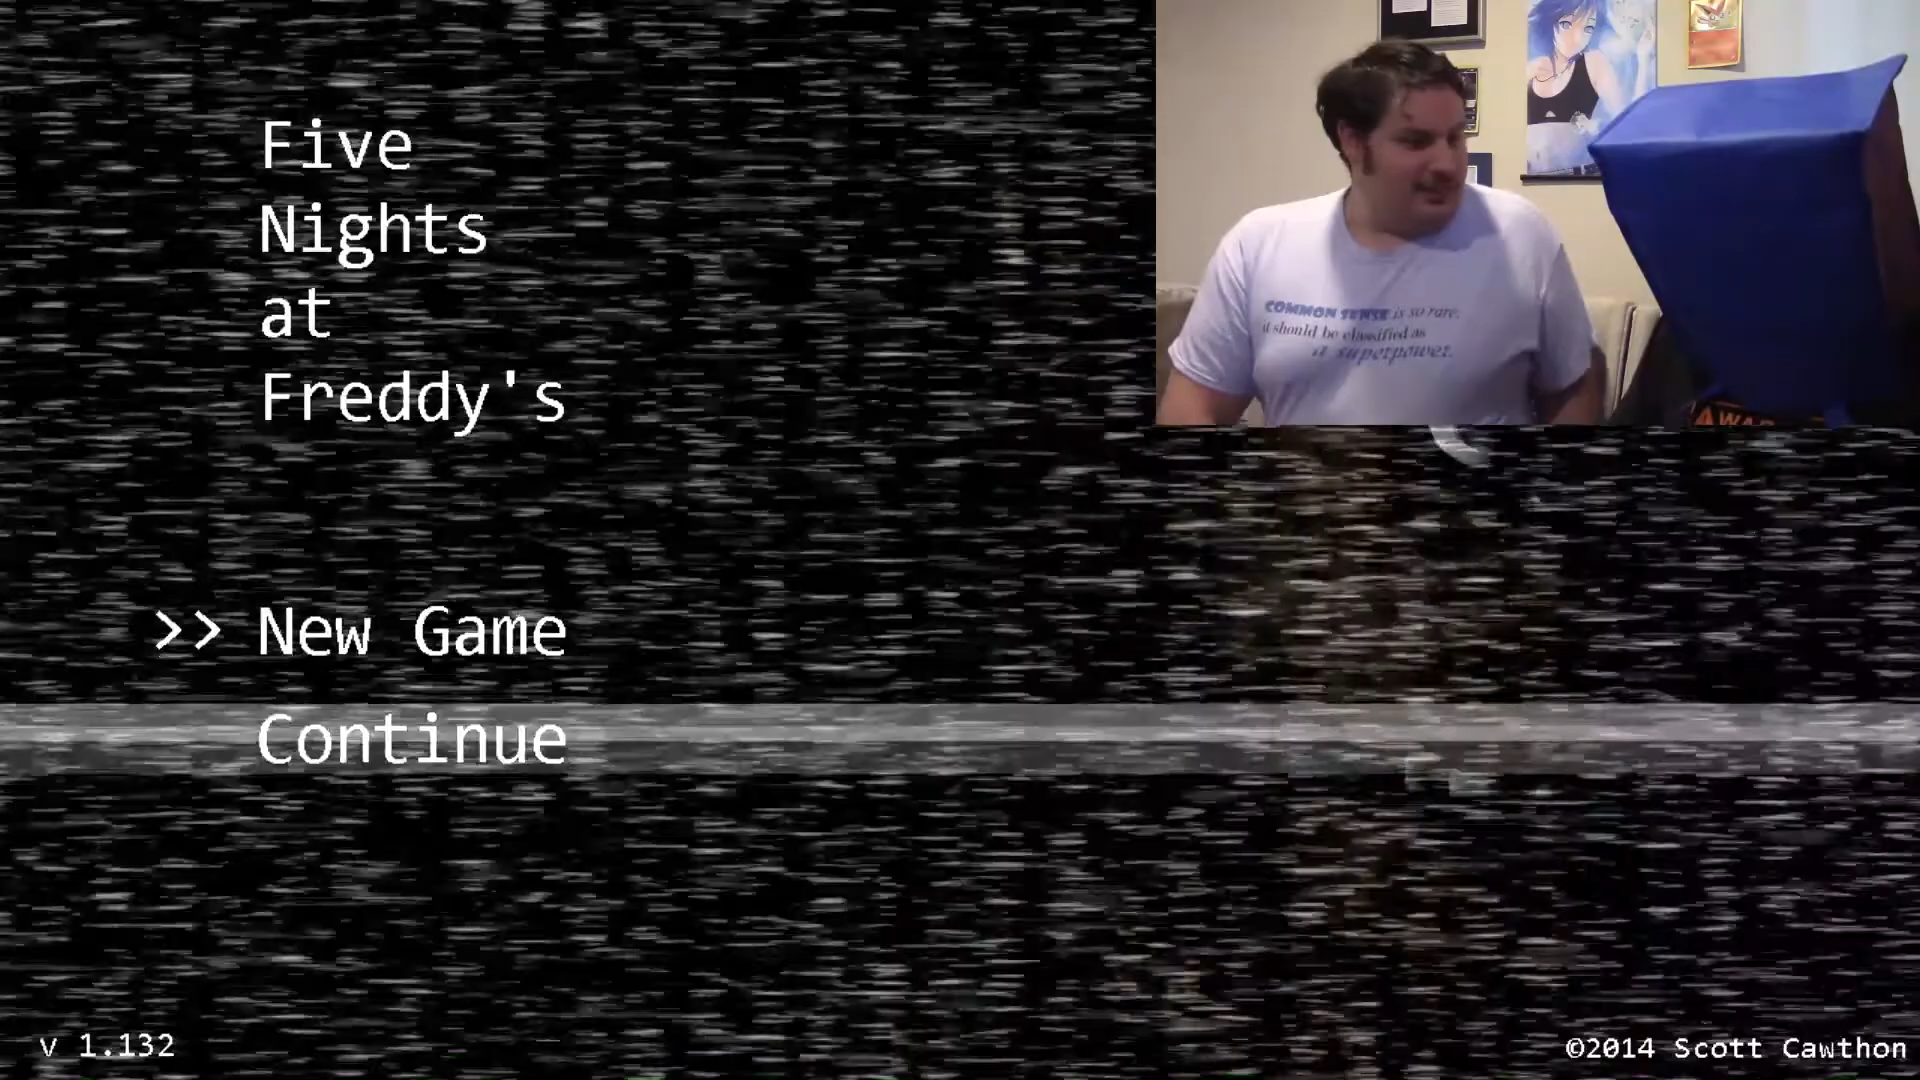 Five
Nights
at
Freddy's
>> New Game
Continue
v 1.132
©2014 Scott Cawthon
COMMON SENSE is so rare,
it should be classified as
a superpower.